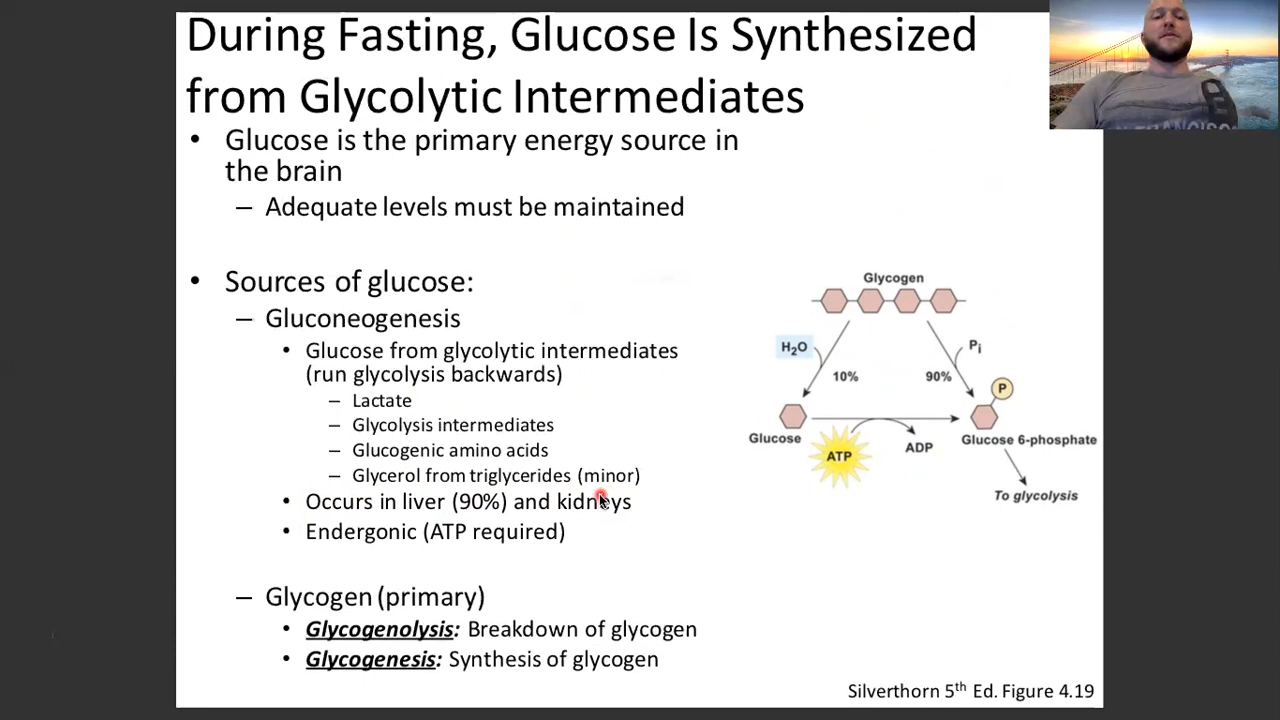 During Fasting, Glucose Is Synthesized
from Glycolytic Intermediates
• Glucose is the primary energy source in
the brain
– Adequate levels must be maintained
• Sources of glucose:
– Gluconeogenesis
• Glucose from glycolytic intermediates
(run glycolysis backwards)
– Lactate
– Glycolysis intermediates
– Glucogenic amino acids
– Glycerol from triglycerides (minor)
• Occurs in liver (90%) and kidneys
• Endergonic (ATP required)
– Glycogen (primary)
• Glycogenolysis: Breakdown of glycogen
• Glycogenesis: Synthesis of glycogen
Glycogen
H₂O
Pᵢ
10%
90%
P
Glucose
ATP
ADP
Glucose 6-phosphate
To glycolysis
Silverthorn 5ᵗʰ Ed. Figure 4.19